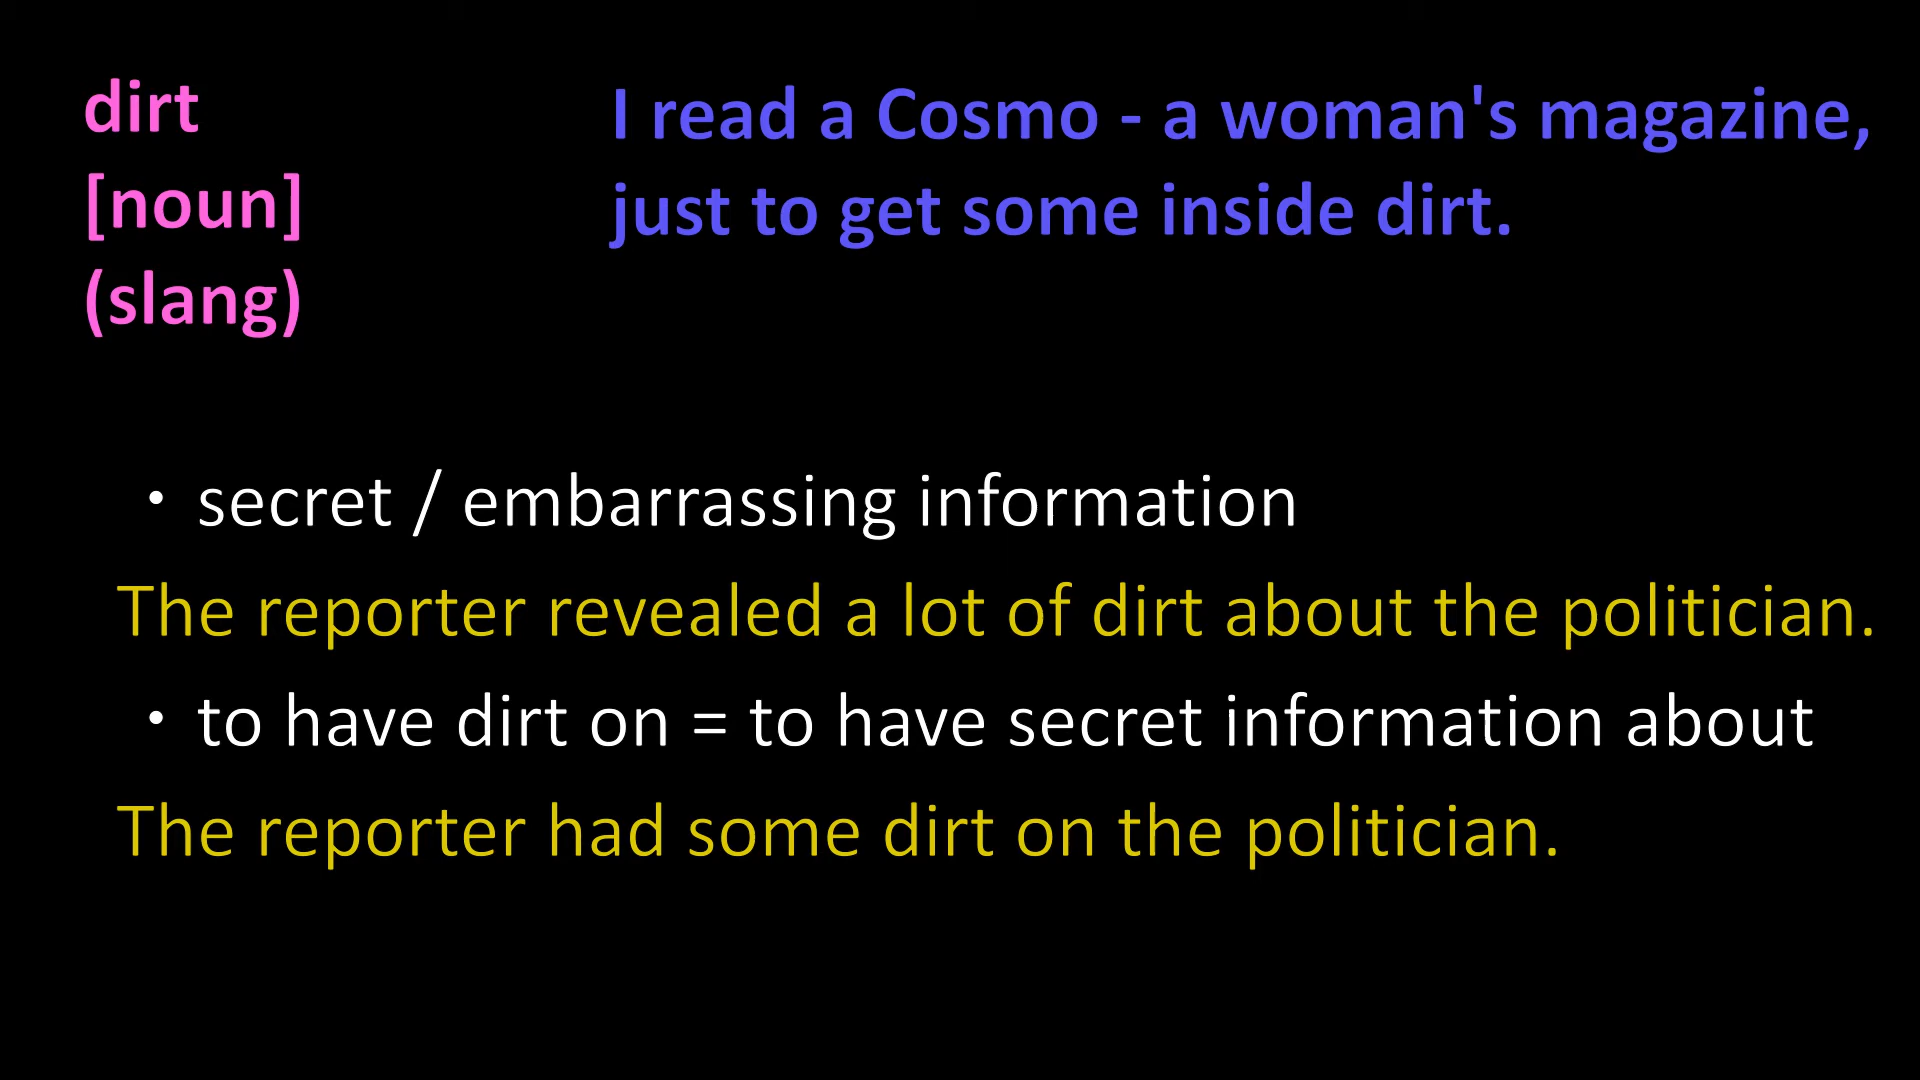 dirt
[noun]
(slang)
I read a Cosmo - a woman's magazine,
just to get some inside dirt.
・secret / embarrassing information
The reporter revealed a lot of dirt about the politician.
・to have dirt on = to have secret information about
The reporter had some dirt on the politician.